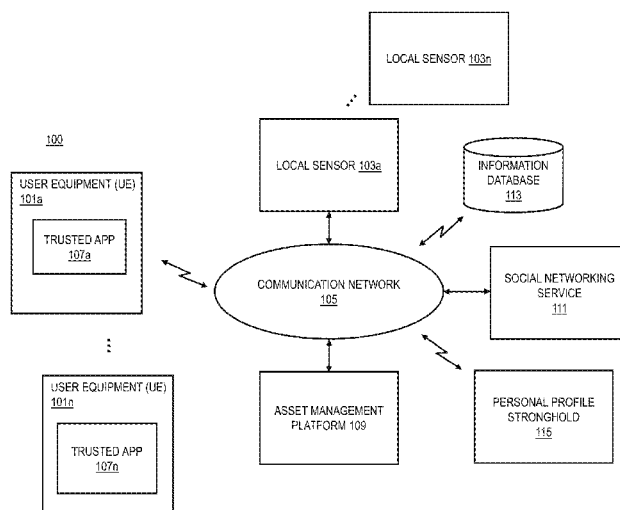 LOCAL SENSOR 103n
...
100
LOCAL SENSOR 103a
INFORMATION
DATABASE
113
USER EQUIPMENT (UE)
101a
TRUSTED APP
107a
COMMUNICATION NETWORK
105
SOCIAL NETWORKING
SERVICE
111
...
USER EQUIPMENT (UE)
101n
TRUSTED APP
107n
ASSET MANAGEMENT
PLATFORM 109
PERSONAL PROFILE
STRONGHOLD
115